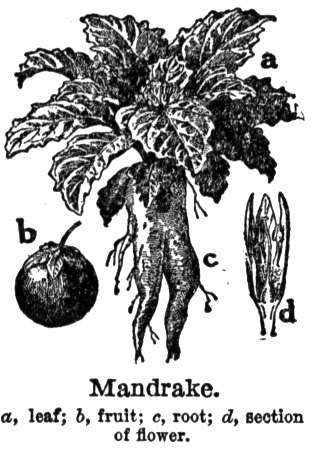 a
b
c
d
Mandrake.
a, leaf; b, fruit; c, root; d, section
of flower.